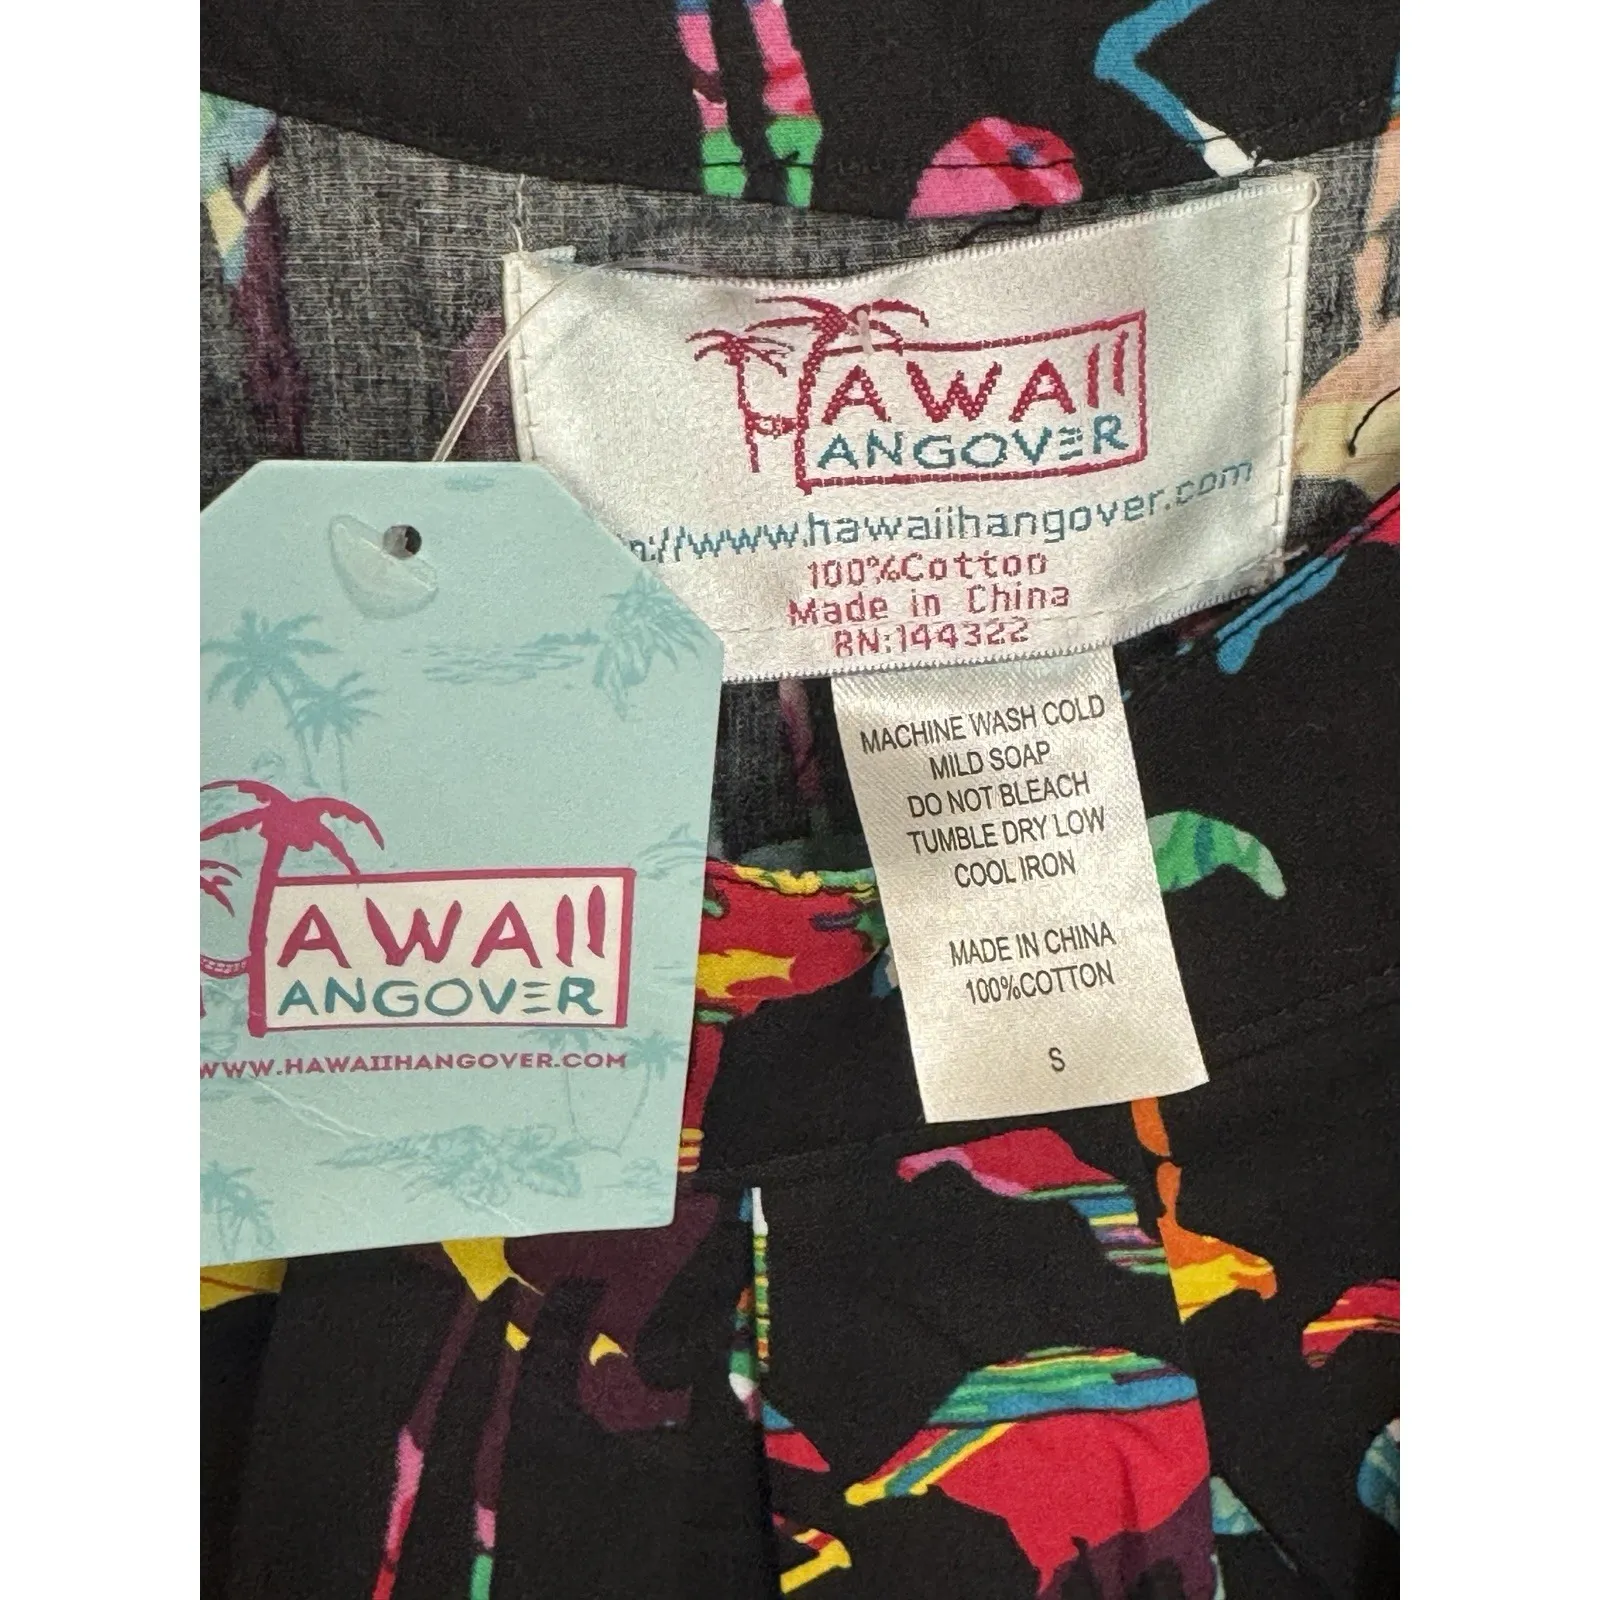 HAWAII
HANGOVER
://www.hawaiihangover.com
100%Cotton
Made in China
RN:144322
MACHINE WASH COLD
MILD SOAP
DO NOT BLEACH
TUMBLE DRY LOW
COOL IRON
MADE IN CHINA
100%COTTON
S
HAWAII
HANGOVER
WWW.HAWAIIHANGOVER.COM